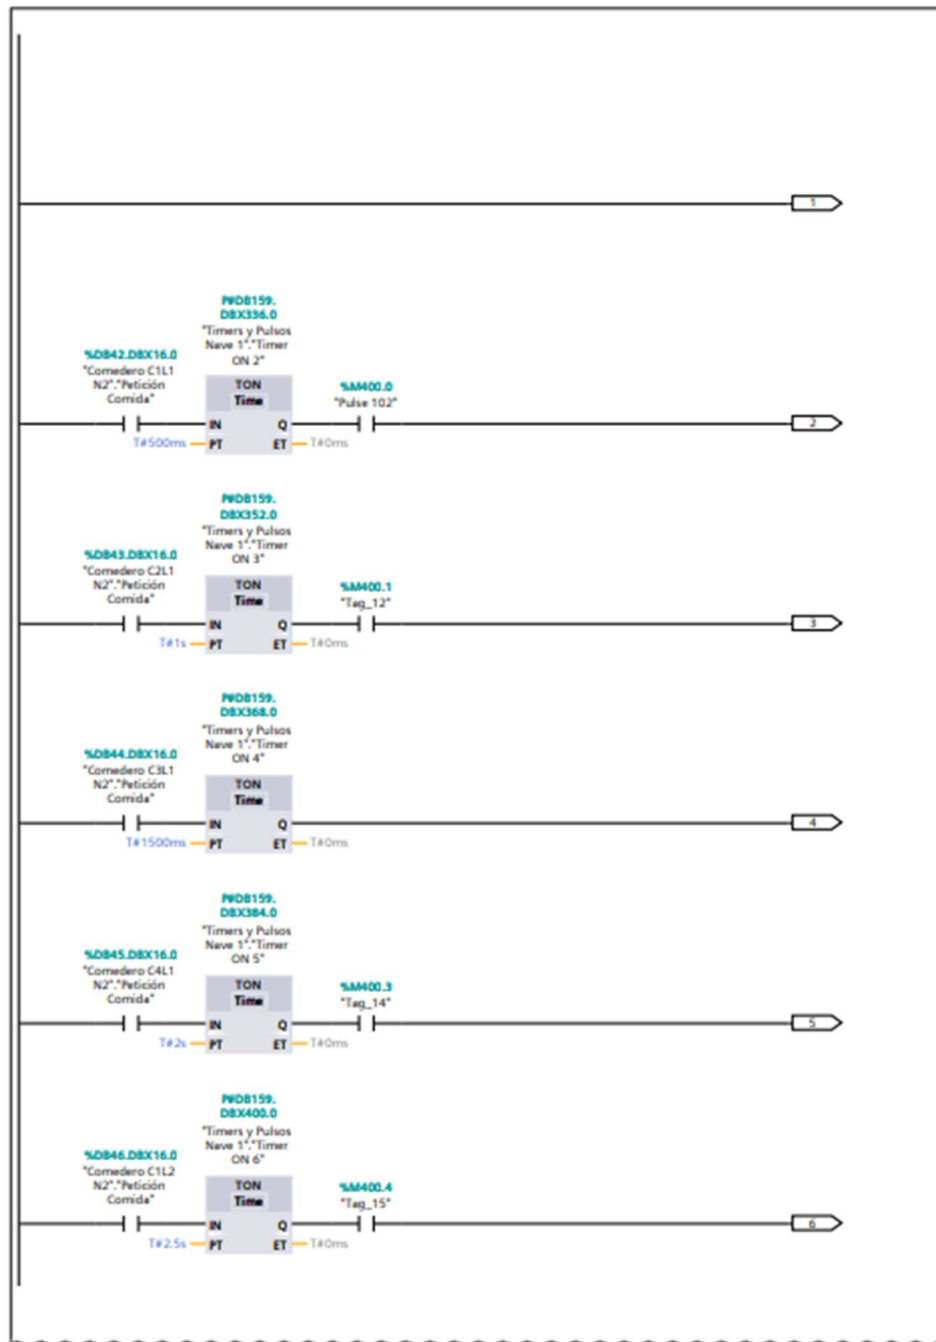 1
P#DB159.
DBX336.0
"Timers y Pulsos
Nave 1"."Timer
ON 2"
%DB42.DBX16.0
"Comedero C1L1
N2"."Petición
Comida"
TON
Time
%M400.0
"Pulse 102"
IN Q
2
T#500ms PT ET T#0ms
P#DB159.
DBX352.0
"Timers y Pulsos
Nave 1"."Timer
ON 3"
%DB43.DBX16.0
"Comedero C2L1
N2"."Petición
Comida"
TON
Time
%M400.1
"Tag_12"
IN Q
3
T#1s PT ET T#0ms
P#DB159.
DBX368.0
"Timers y Pulsos
Nave 1"."Timer
ON 4"
%DB44.DBX16.0
"Comedero C3L1
N2"."Petición
Comida"
TON
Time
IN Q
4
T#1500ms PT ET T#0ms
P#DB159.
DBX384.0
"Timers y Pulsos
Nave 1"."Timer
ON 5"
%DB45.DBX16.0
"Comedero C4L1
N2"."Petición
Comida"
TON
Time
%M400.3
"Tag_14"
IN Q
5
T#2s PT ET T#0ms
P#DB159.
DBX400.0
"Timers y Pulsos
Nave 1"."Timer
ON 6"
%DB46.DBX16.0
"Comedero C1L2
N2"."Petición
Comida"
TON
Time
%M400.4
"Tag_15"
IN Q
6
T#2.5s PT ET T#0ms